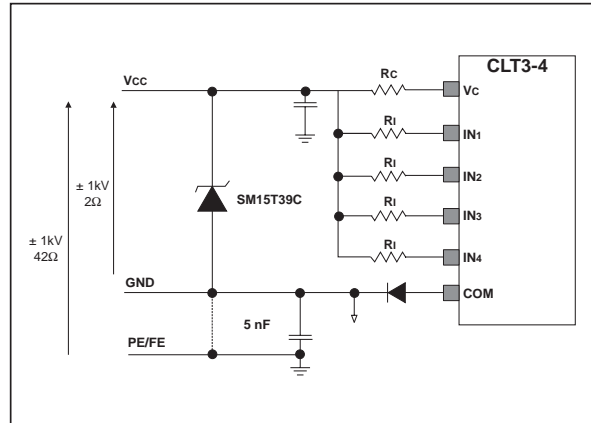 CLT3-4
VCC
RC
VC
RI
IN1
RI
IN2
± 1kV
2Ω
SM15T39C
RI
IN3
± 1kV
42Ω
RI
IN4
GND
COM
5 nF
PE/FE